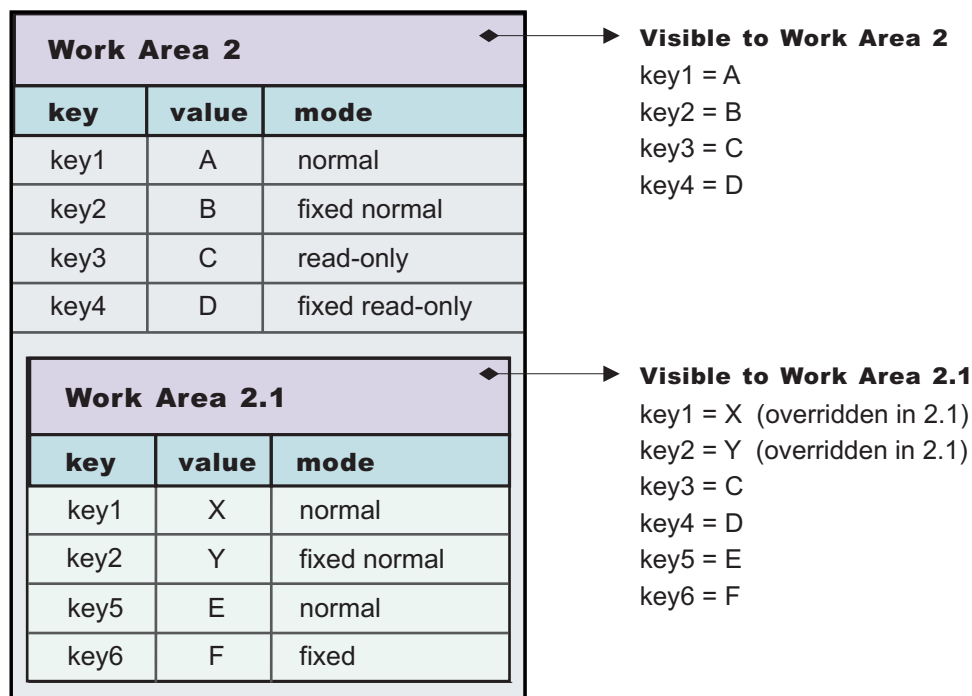 Work Area 2
key value mode
key1 A normal
key2 B fixed normal
key3 C read-only
key4 D fixed read-only
Visible to Work Area 2
key1 = A
key2 = B
key3 = C
key4 = D
Work Area 2.1
key value mode
key1 X normal
key2 Y fixed normal
key5 E normal
key6 F fixed
Visible to Work Area 2.1
key1 = X (overridden in 2.1)
key2 = Y (overridden in 2.1)
key3 = C
key4 = D
key5 = E
key6 = F